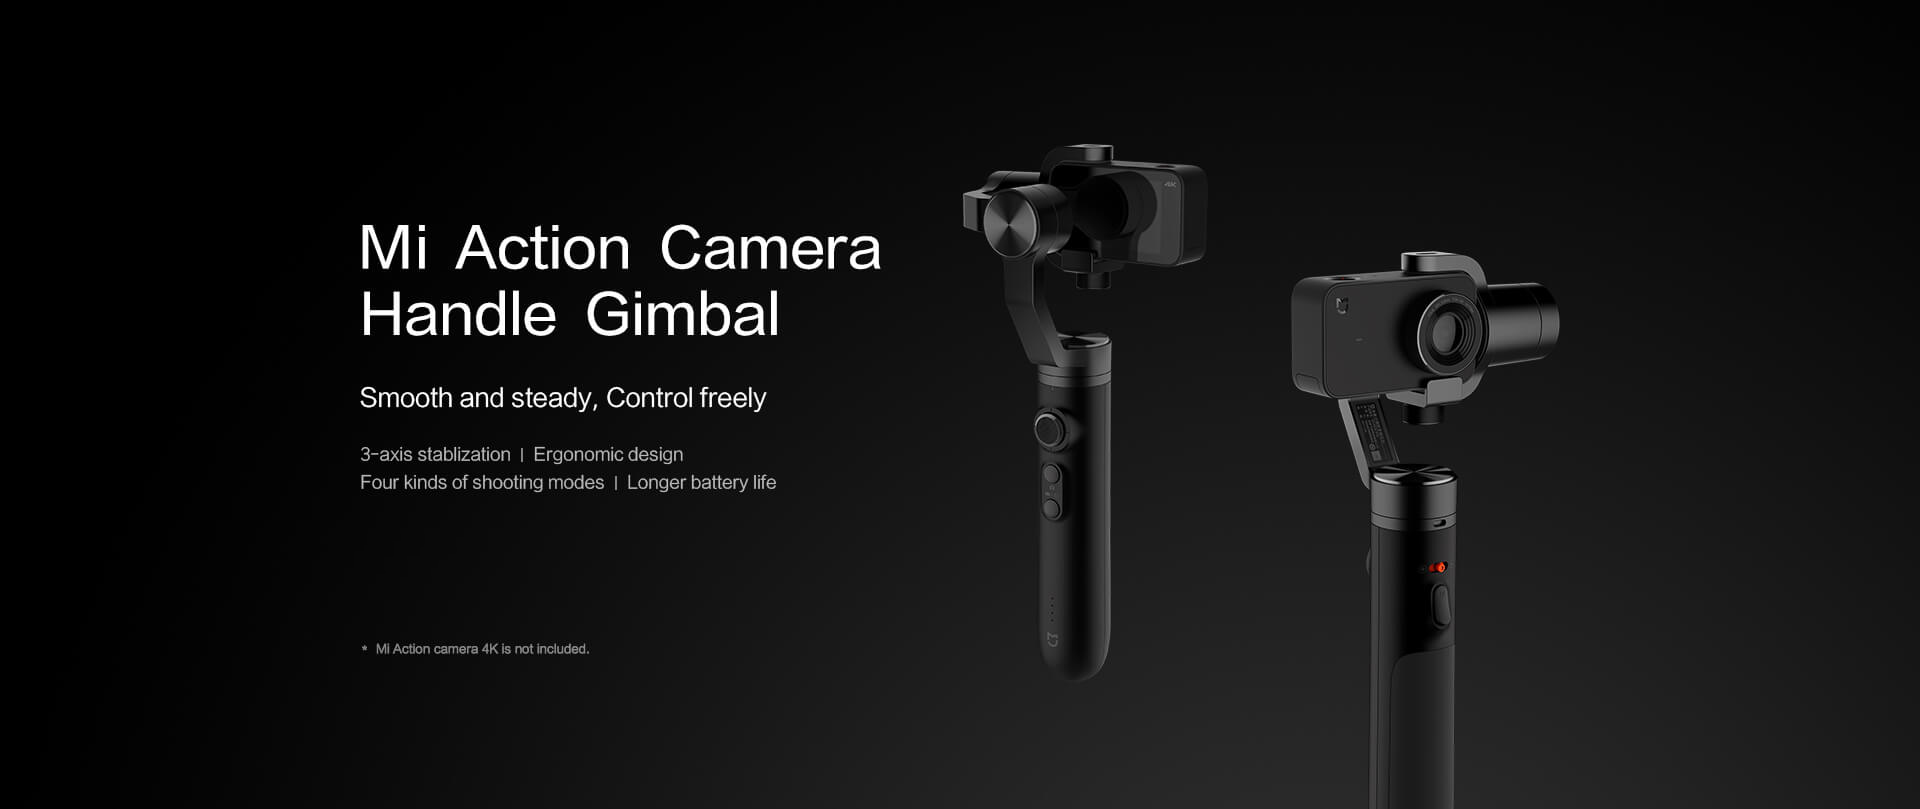 Mi Action Camera
Handle Gimbal
Smooth and steady, Control freely
3-axis stablization | Ergonomic design
Four kinds of shooting modes | Longer battery life
* Mi Action camera 4K is not included.
4K